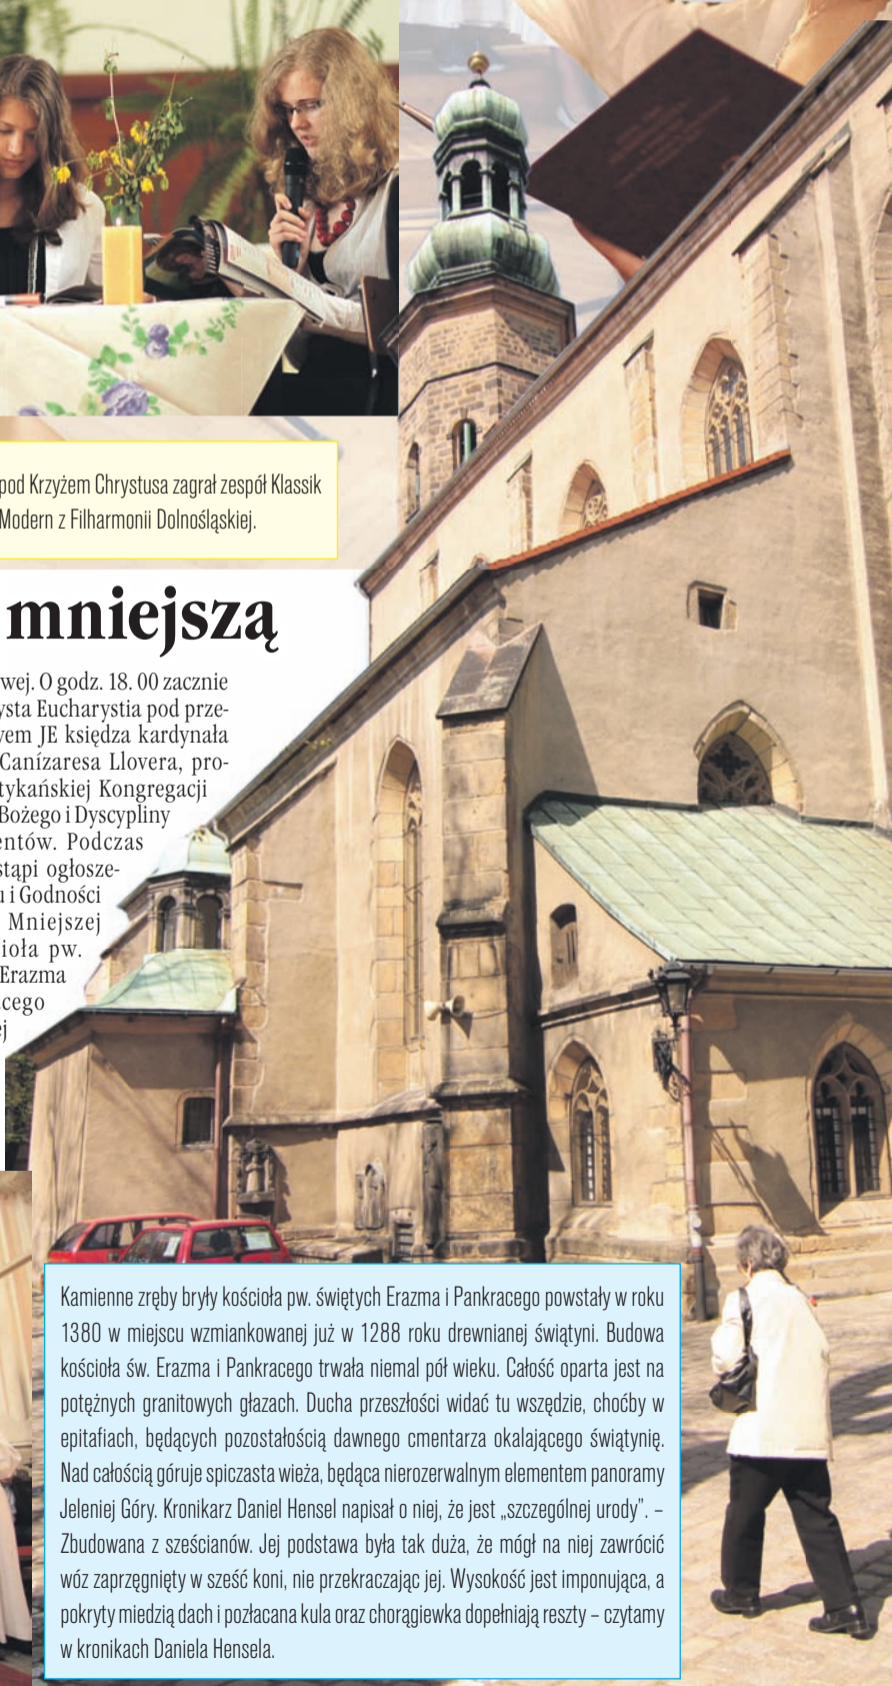 pod Krzyżem Chrystusa zagrał zespół Klassik
Modern z Filharmonii Dolnośląskiej.
mniejszą
wej. O godz. 18. 00 zacznie
Eucharystia pod prze-
JE księdza kardynała
Canízaresa Llovera, pro-
Kongregacji
Bożego i Dyscypliny
Podczas
ogłosze-
i Godności
Mniejszej
pw.
Erazma
Kamienne zręby bryły kościoła pw. świętych Erazma i Pankracego powstały w roku
1380 w miejscu wzmiankowanej już w 1288 roku drewnianej świątyni. Budowa
kościoła św. Erazma i Pankracego trwała niemal pół wieku. Całość oparta jest na
potężnych granitowych głazach. Ducha przeszłości widać tu wszędzie, choćby w
epitafiach, będących pozostałością dawnego cmentarza okalającego świątynię.
Nad całością góruje spiczasta wieża, będąca nierozerwalnym elementem panoramy
Jeleniej Góry. Kronikarz Daniel Hensel napisał o niej, że jest „szczególnej urody”. –
Zbudowana z sześcianów. Jej podstawa była tak duża, że mógł na niej zawrócić
wóz zaprzęgnięty w sześć koni, nie przekraczając jej. Wysokość jest imponująca, a
pokryty miedzią dach i pozłacana kula oraz chorągiewka dopełniają reszty – czytamy
w kronikach Daniela Hensela.